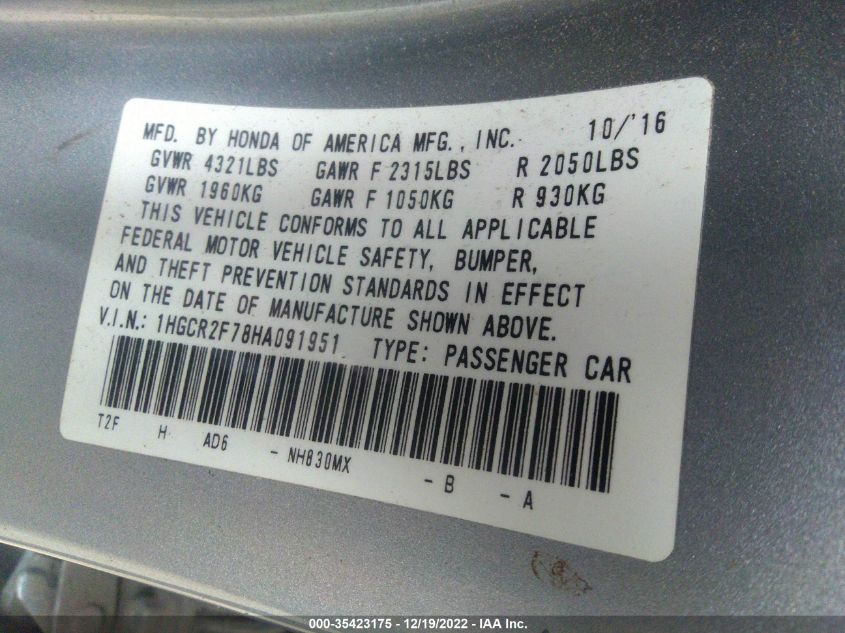 MFD. BY HONDA OF AMERICA MFG., INC. 10/'16
GVWR 4321LBS GAWR F 2315LBS R 2050LBS
GVWR 1960KG GAWR F 1050KG R 930KG
THIS VEHICLE CONFORMS TO ALL APPLICABLE
FEDERAL MOTOR VEHICLE SAFETY, BUMPER,
AND THEFT PREVENTION STANDARDS IN EFFECT
ON THE DATE OF MANUFACTURE SHOWN ABOVE.
V.I.N.: 1HGCR2F78HA091951 TYPE: PASSENGER CAR
T2F H AD6 - NH830MX - B - A
000-35423175 - 12/19/2022 - IAA Inc.